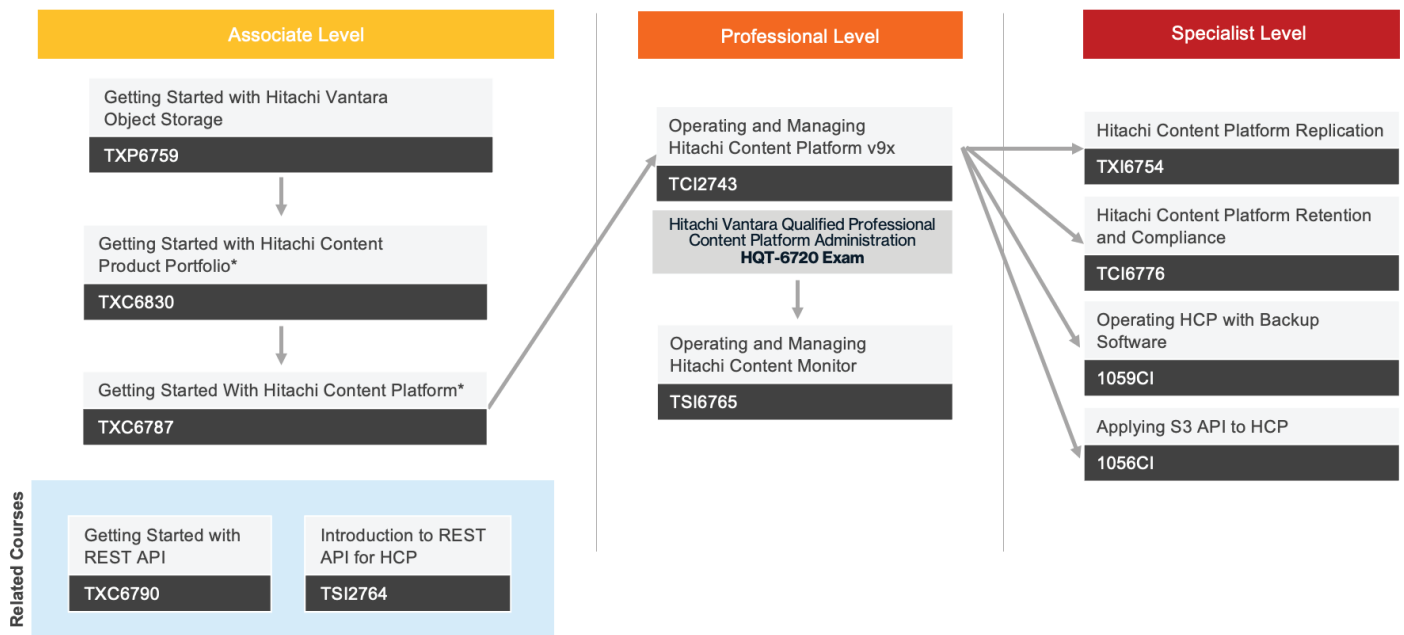 Associate Level
Getting Started with Hitachi Vantara
Object Storage
TXP6759
Getting Started with Hitachi Content
Product Portfolio*
TXC6830
Getting Started With Hitachi Content Platform*
TXC6787
Related Courses
Getting Started with
REST API
TXC6790
Introduction to REST
API for HCP
TSI2764
Professional Level
Operating and Managing
Hitachi Content Platform v9x
TCI2743
Hitachi Vantara Qualified Professional
Content Platform Administration
HQT-6720 Exam
Operating and Managing
Hitachi Content Monitor
TSI6765
Specialist Level
Hitachi Content Platform Replication
TXI6754
Hitachi Content Platform Retention
and Compliance
TCI6776
Operating HCP with Backup
Software
1059CI
Applying S3 API to HCP
1056CI